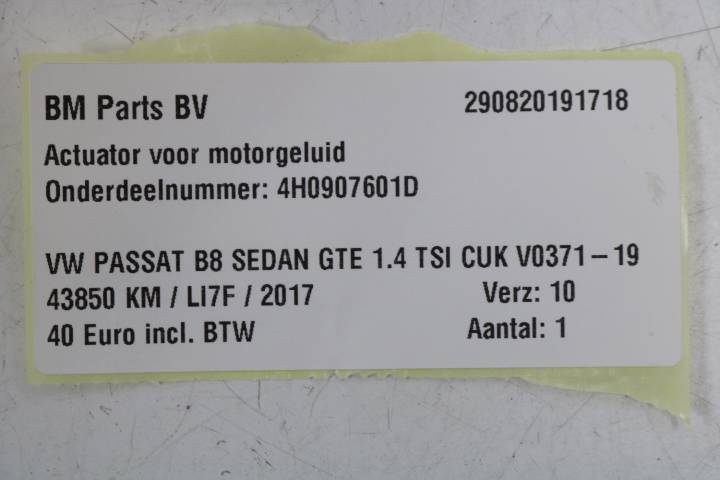 BM Parts BV 290820191718
Actuator voor motorgeluid
Onderdeelnummer: 4H0907601D
VW PASSAT B8 SEDAN GTE 1.4 TSI CUK V0371-19
43850 KM / LI7F / 2017 Verz: 10
40 Euro incl. BTW Aantal: 1